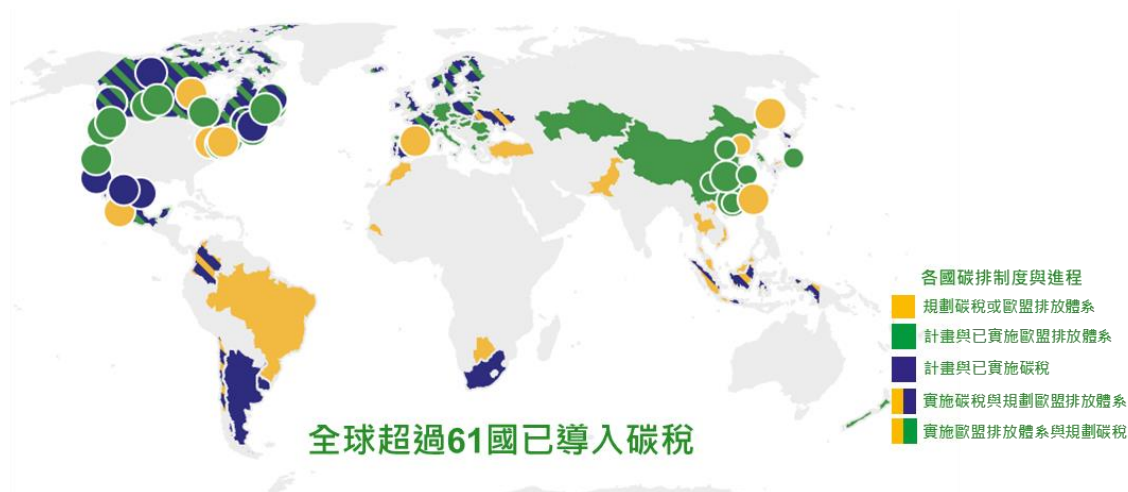 各國碳排制度與進程
規劃碳稅或歐盟排放體系
計畫與已實施歐盟排放體系
計畫與已實施碳稅
實施碳稅與規劃歐盟排放體系
實施歐盟排放體系與規劃碳稅
全球超過61國已導入碳稅